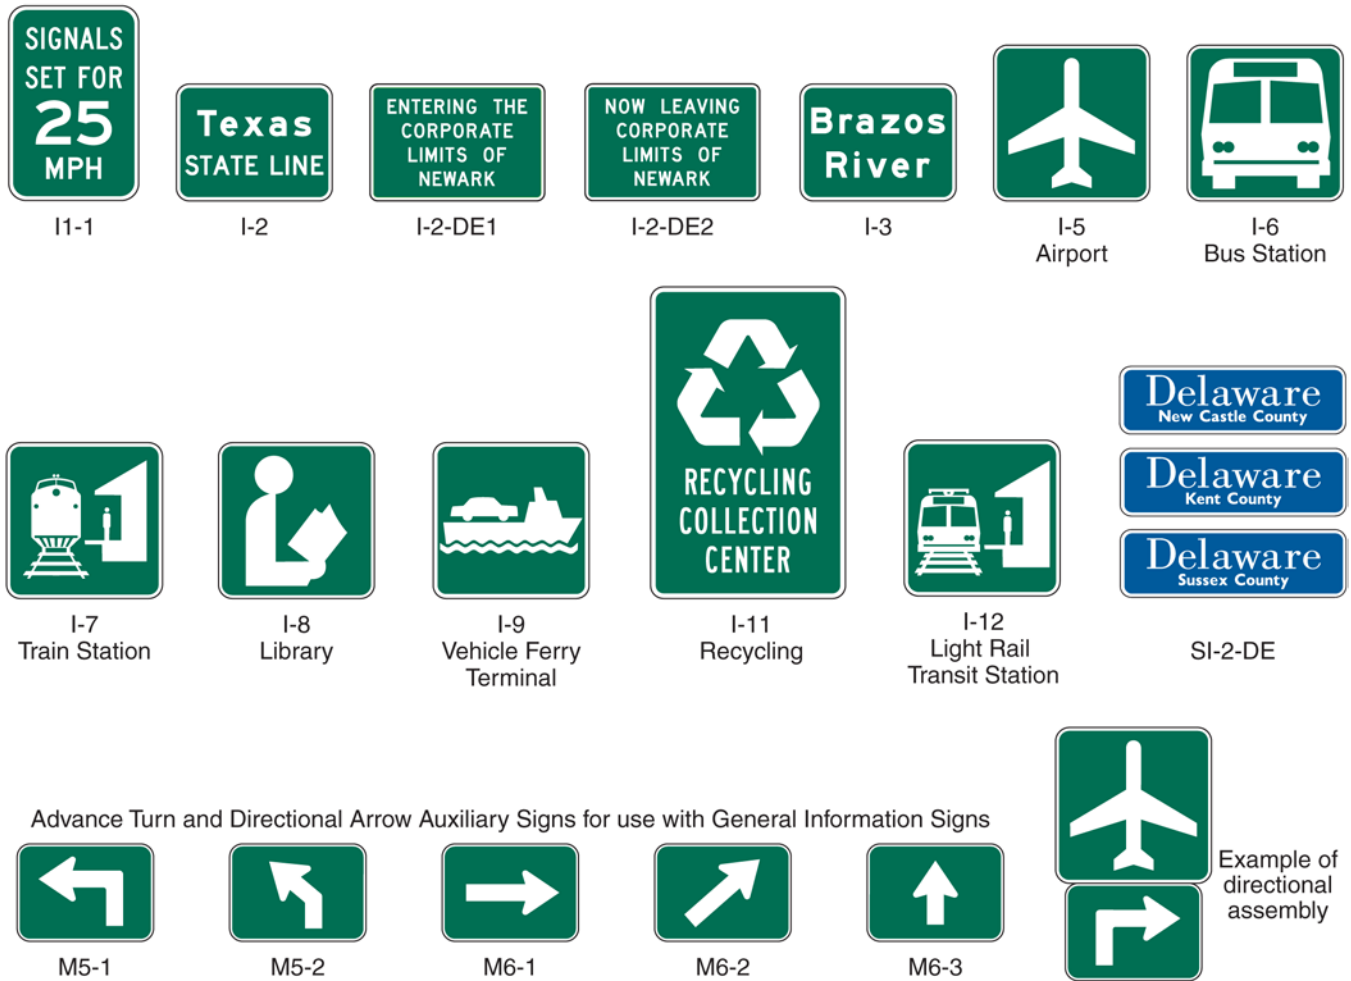 SIGNALS
SET FOR
25
MPH
I1-1
Texas
STATE LINE
I-2
ENTERING THE
CORPORATE
LIMITS OF
NEWARK
I-2-DE1
NOW LEAVING
CORPORATE
LIMITS OF
NEWARK
I-2-DE2
Brazos
River
I-3
I-5
Airport
I-6
Bus Station
I-7
Train Station
I-8
Library
I-9
Vehicle Ferry
Terminal
RECYCLING
COLLECTION
CENTER
I-11
Recycling
I-12
Light Rail
Transit Station
Delaware
New Castle County
Delaware
Kent County
Delaware
Sussex County
SI-2-DE
Advance Turn and Directional Arrow Auxiliary Signs for use with General Information Signs
M5-1
M5-2
M6-1
M6-2
M6-3
Example of
directional
assembly